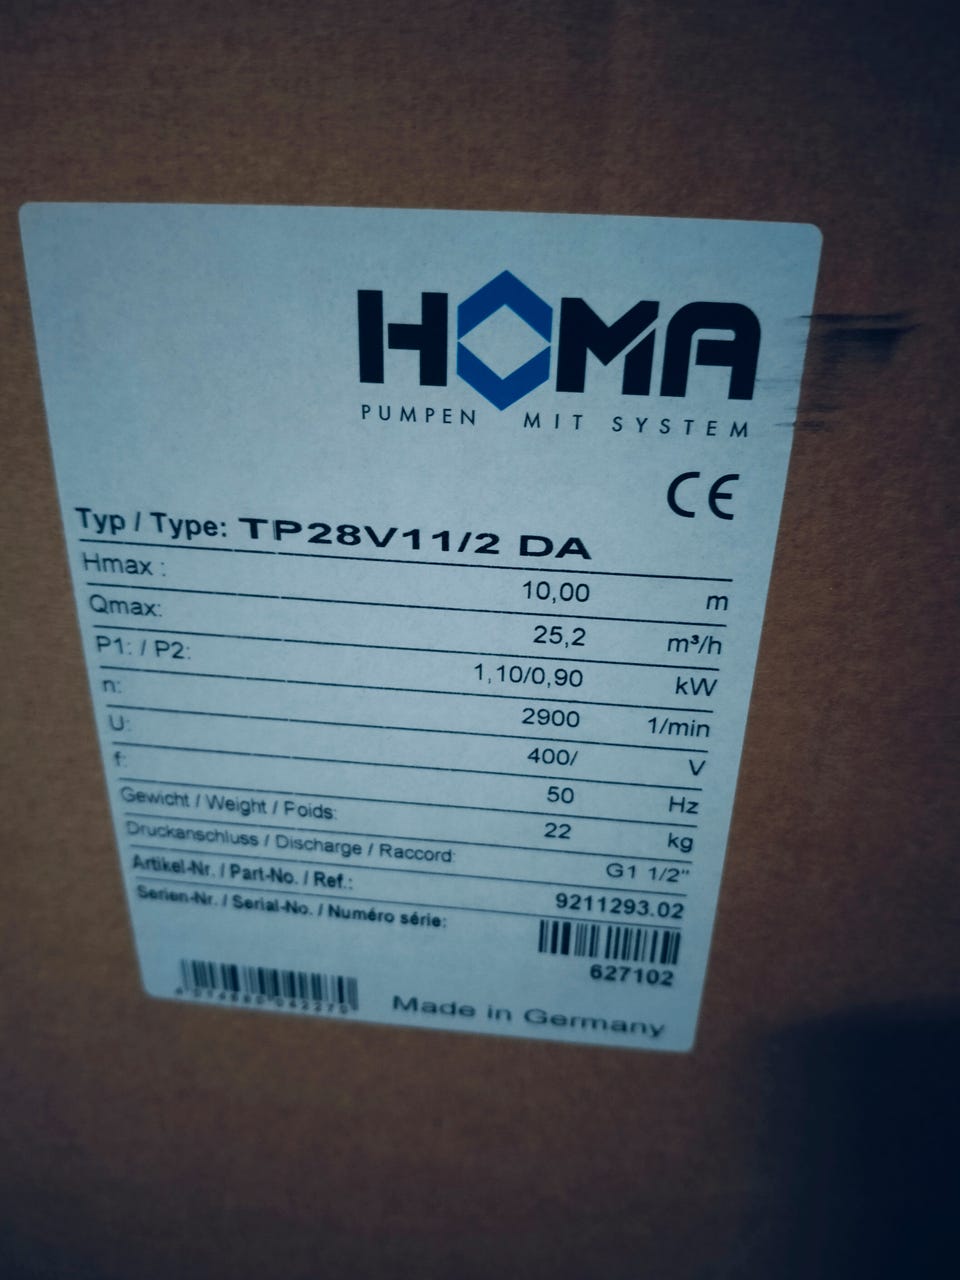 HOMA
PUMPEN MIT SYSTEM
CE
Typ / Type: TP28V11/2 DA
Hmax : 10,00 m
Qmax: 25,2 m³/h
P1: / P2: 1,10/0,90 kW
n: 2900 1/min
U: 400/ V
f: 50 Hz
Gewicht / Weight / Poids: 22 kg
Druckanschluss / Discharge / Raccord: G1 1/2"
Artikel-Nr. / Part-No. / Ref.: 9211293.02
Serien-Nr. / Serial-No. / Numéro série:
627102
Made in Germany